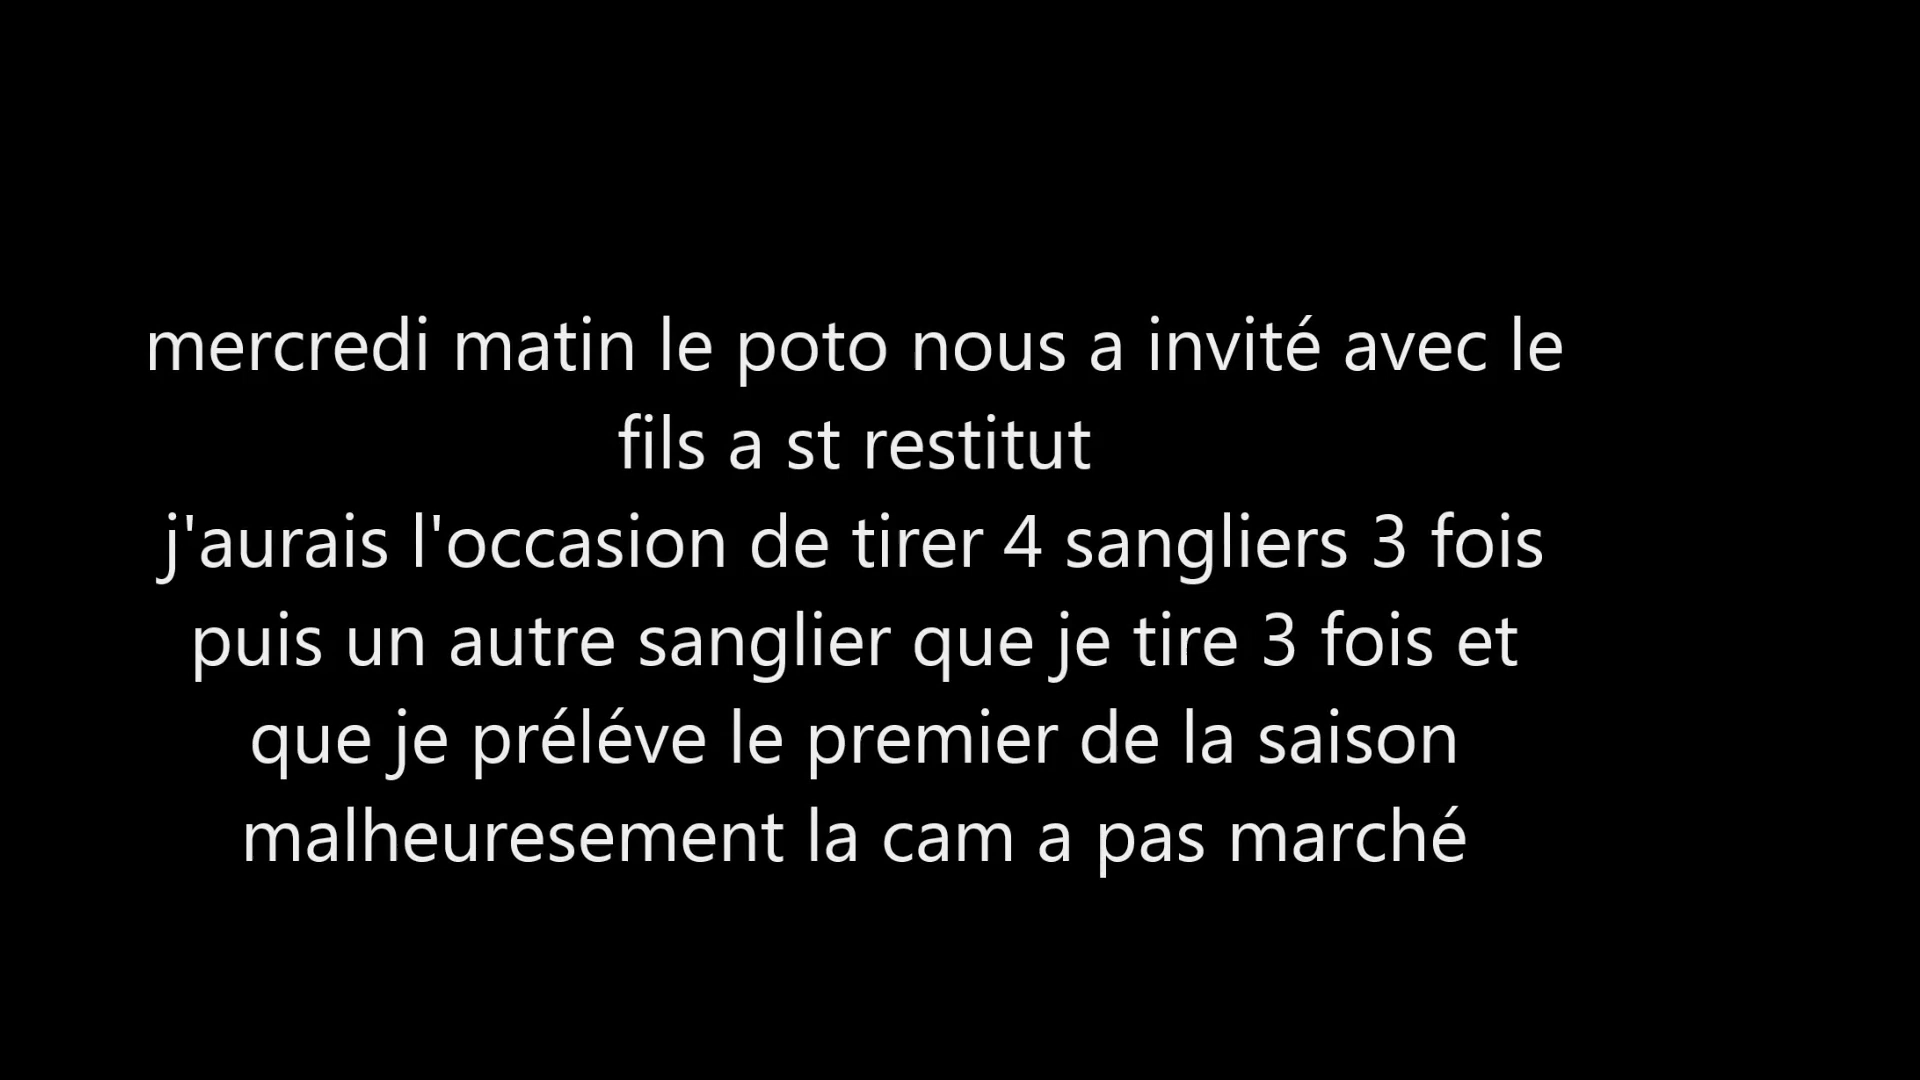 mercredi matin le poto nous a invité avec le
fils a st restitut
j'aurais l'occasion de tirer 4 sangliers 3 fois
puis un autre sanglier que je tire 3 fois et
que je préléve le premier de la saison
malheuresement la cam a pas marché